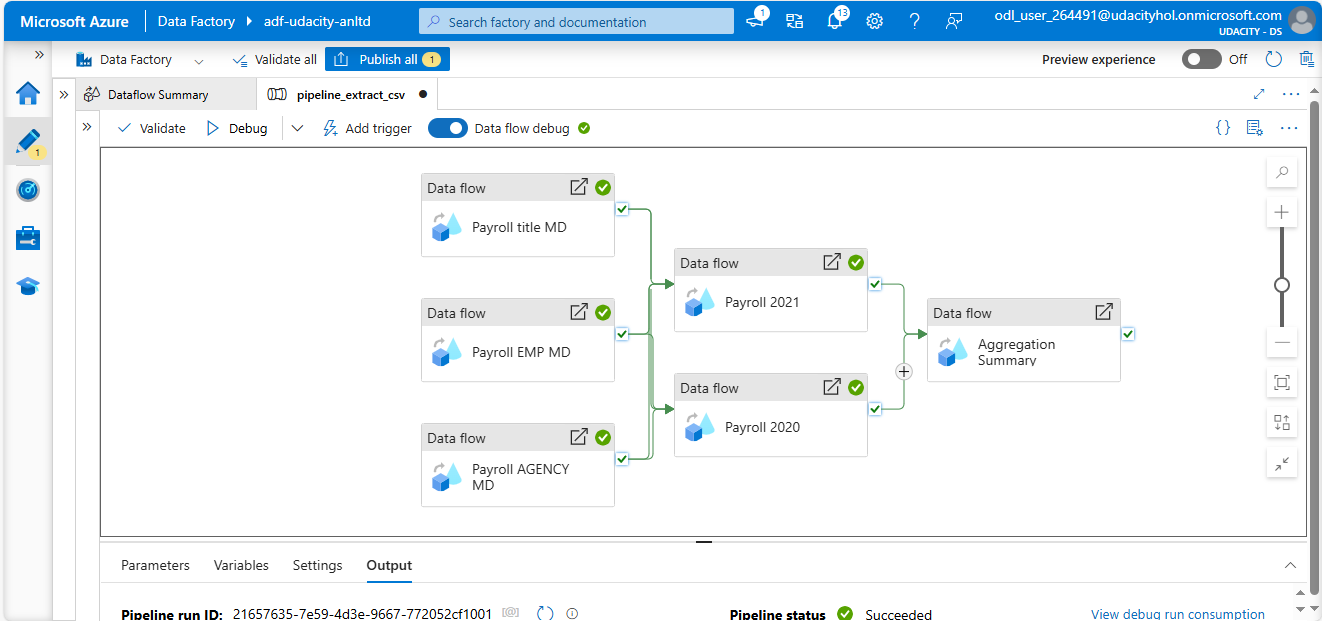 Microsoft Azure
Data Factory
adf-udacity-anltd
Search factory and documentation
1
13
odl_user_264491@udacityhol.onmicrosoft.com
UDACITY - DS
Data Factory
Validate all
Publish all
1
Preview experience
Off
Dataflow Summary
pipeline_extract_csv
1
Validate
Debug
Add trigger
Data flow debug
Data flow
Payroll title MD
Data flow
Payroll EMP MD
Data flow
Payroll AGENCY
MD
Data flow
Payroll 2021
Data flow
Payroll 2020
Data flow
Aggregation
Summary
Parameters
Variables
Settings
Output
Pipeline run ID: 21657635-7e59-4d3e-9667-772052cf1001
Pipeline status
Succeeded
View debug run consumption